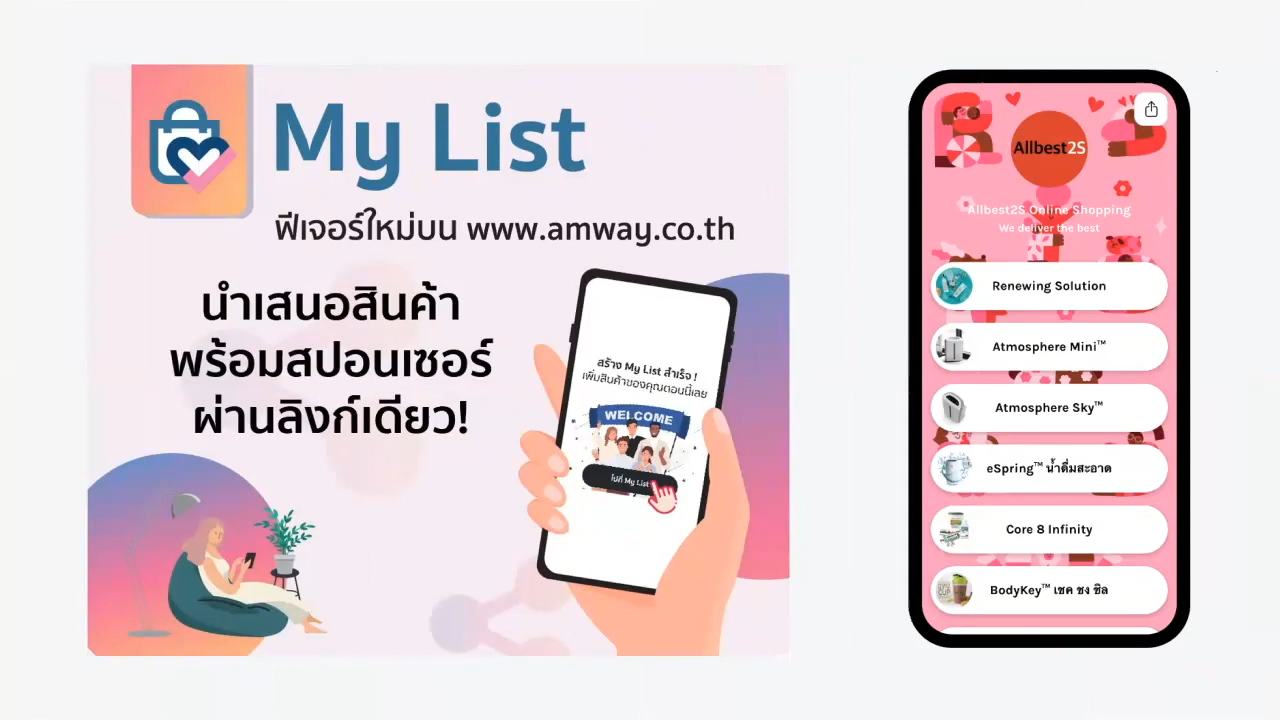 My List
ฟีเจอร์ใหม่บน www.amway.co.th
นำเสนอสินค้า
พร้อมสปอนเซอร์
ผ่านลิงก์เดียว!
สร้าง My List สำเร็จ !
เพิ่มสินค้าของคุณตอนนี้เลย
WELCOME
ไปที่ My List
Allbest2S
Allbest2S Online Shopping
We deliver the best
Renewing Solution
Atmosphere Mini™
Atmosphere Sky™
eSpring™ น้ำดื่มสะอาด
Core 8 Infinity
BodyKey™ เชค ชง ชิล